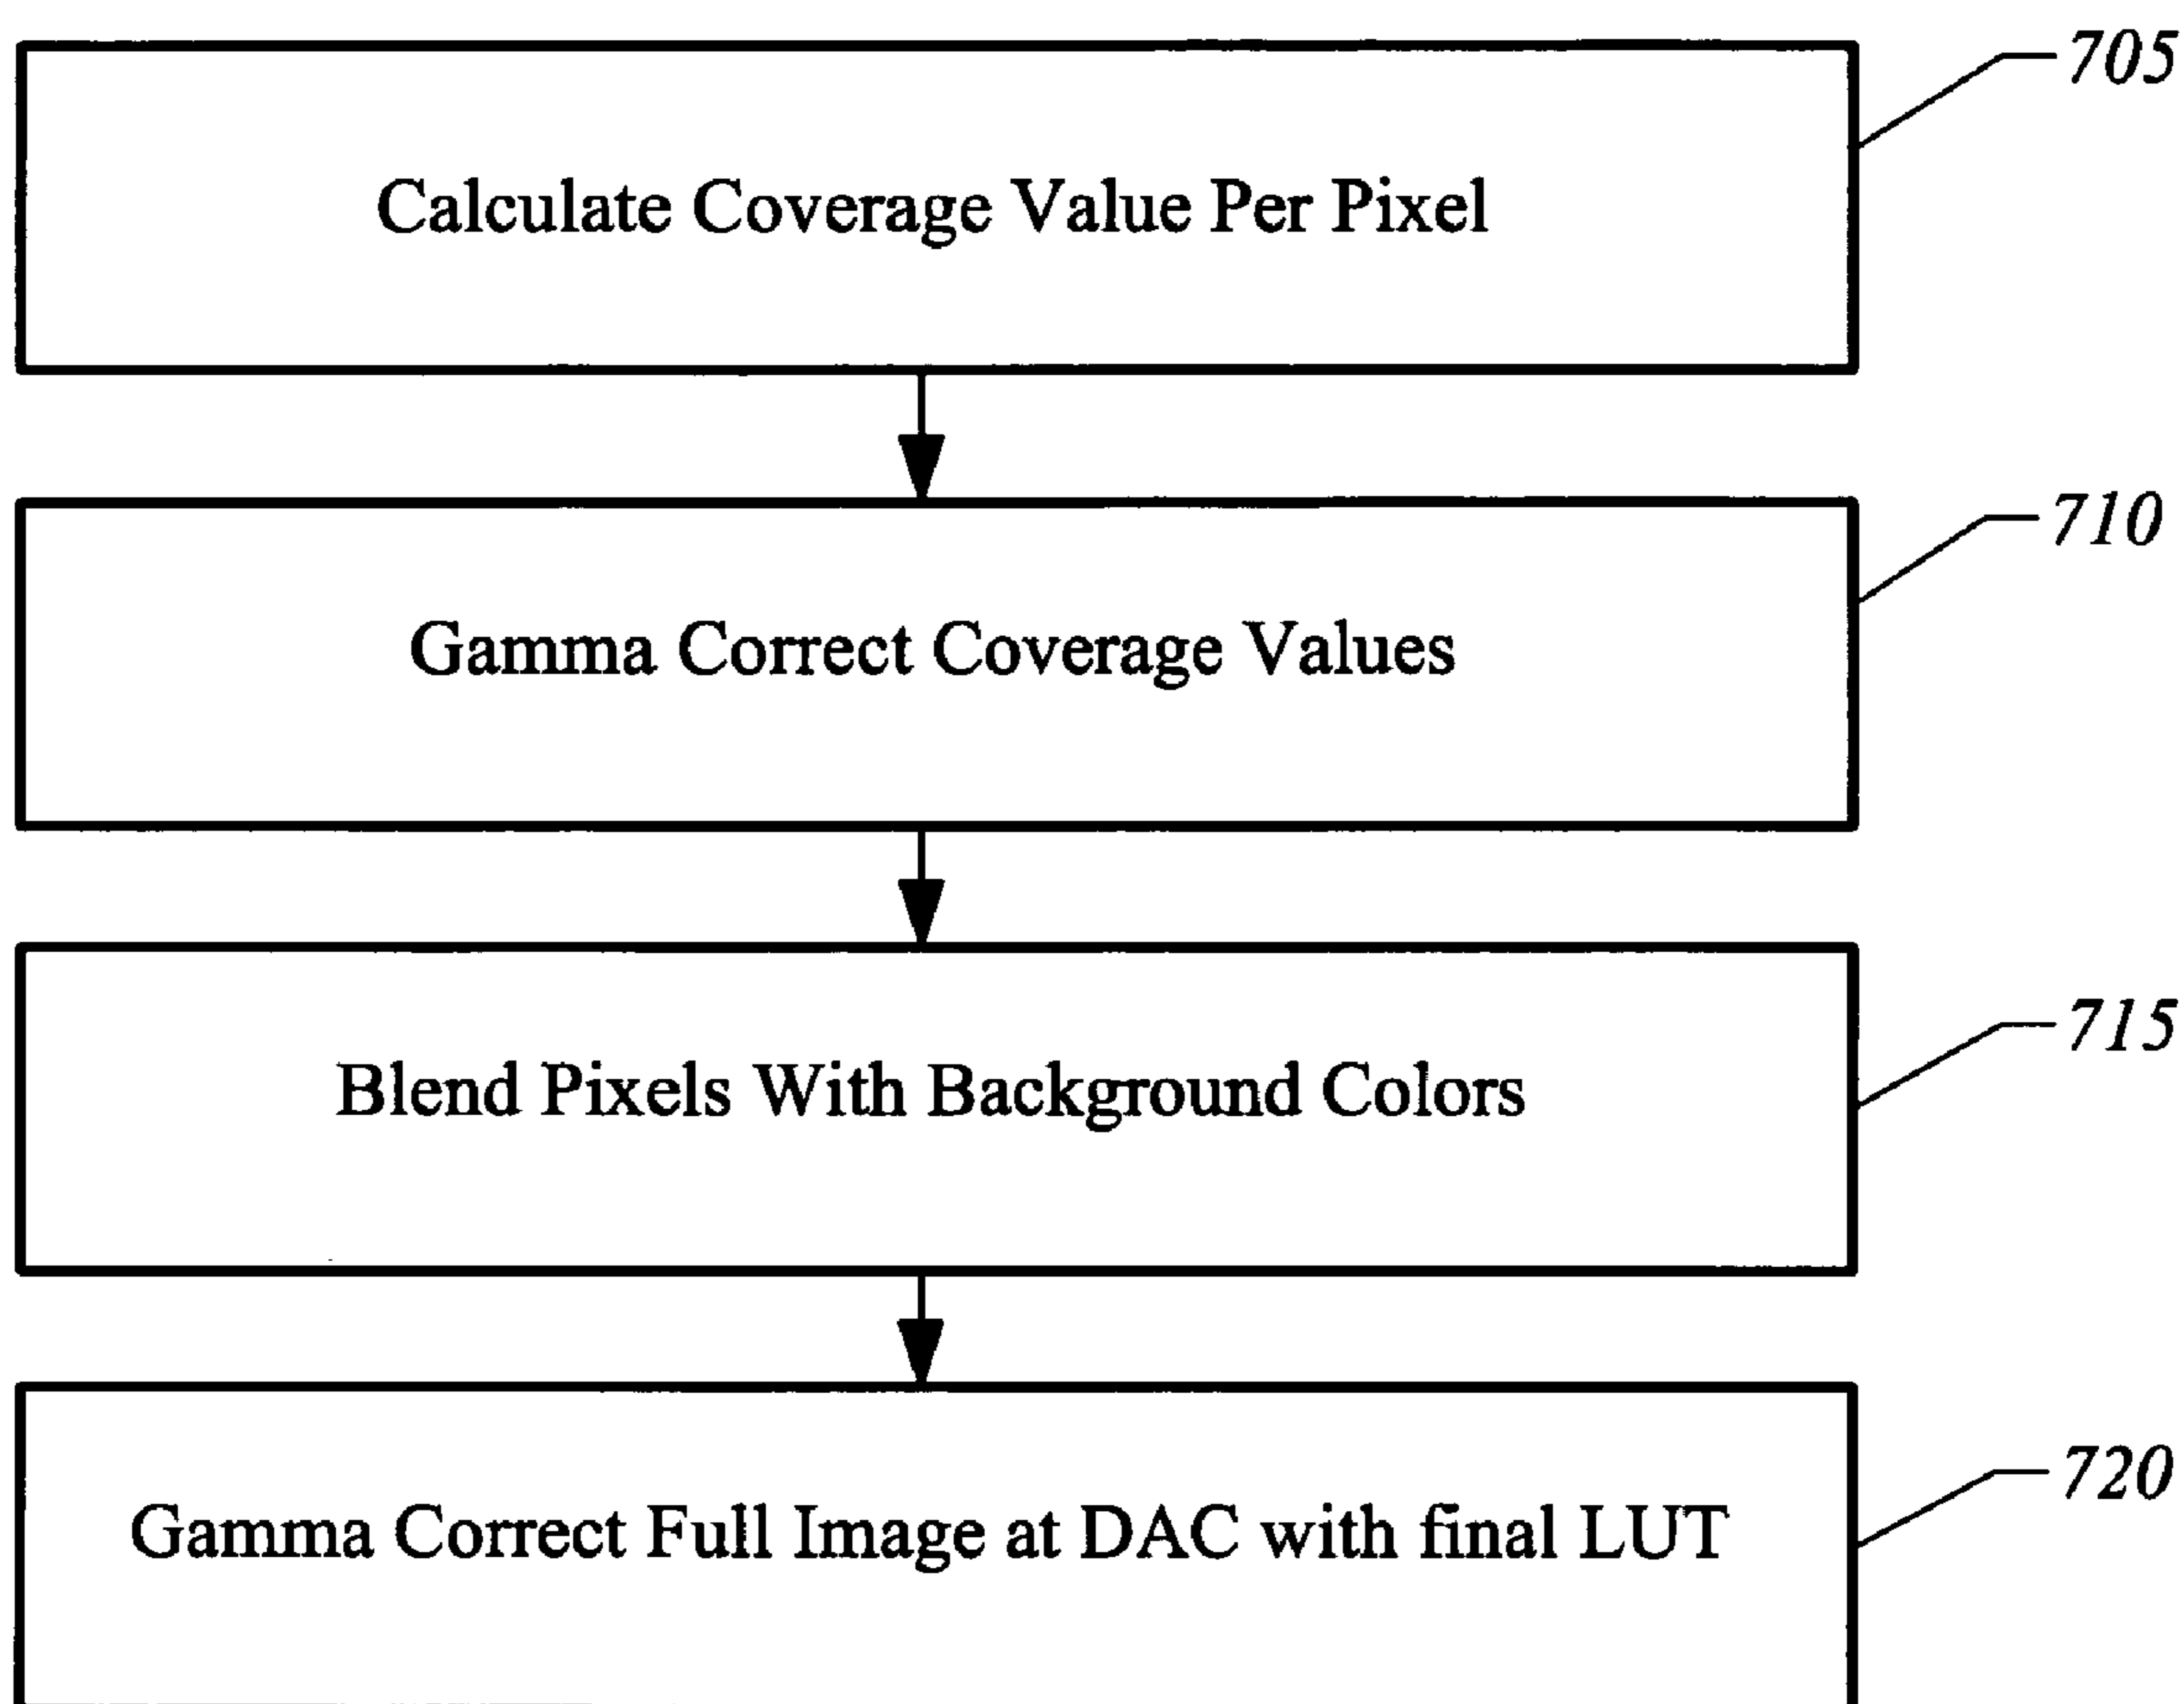 705
Calculate Coverage Value Per Pixel
710
Gamma Correct Coverage Values
715
Blend Pixels With Background Colors
720
Gamma Correct Full Image at DAC with final LUT